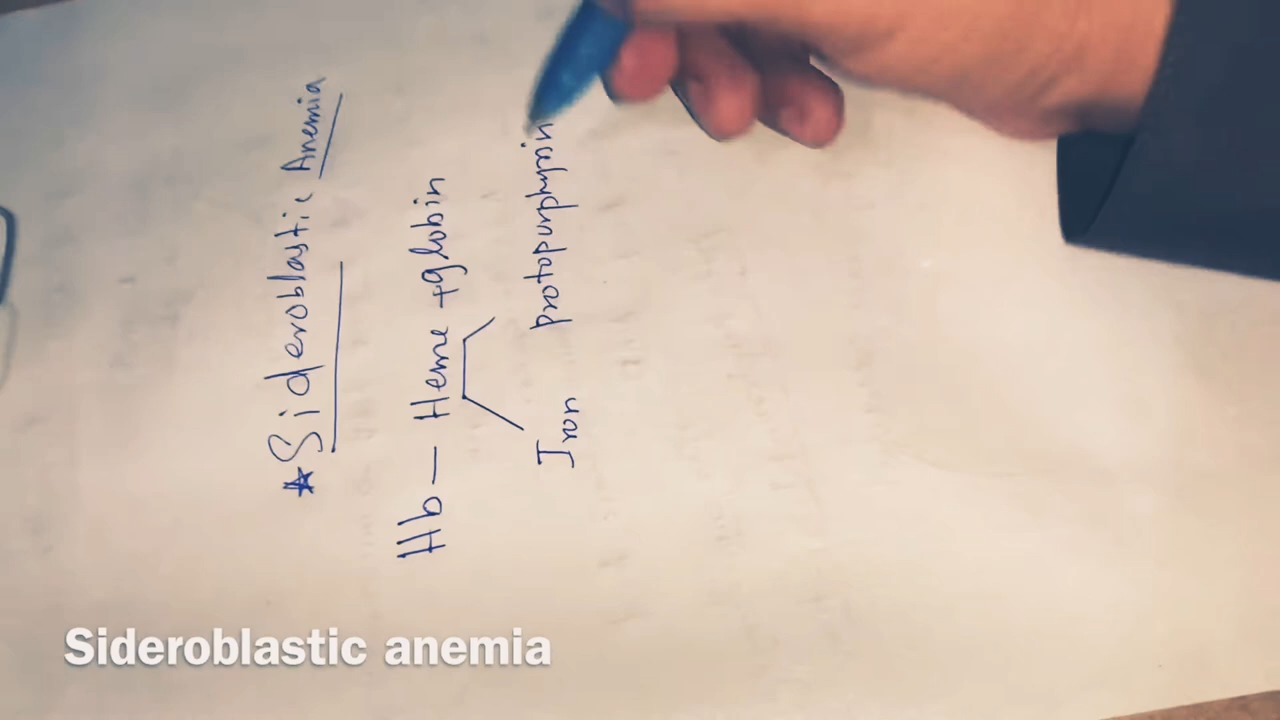 ★ Sideroblastic Anemia
Hb — Heme + globin
Iron protoporphyrin
Sideroblastic anemia